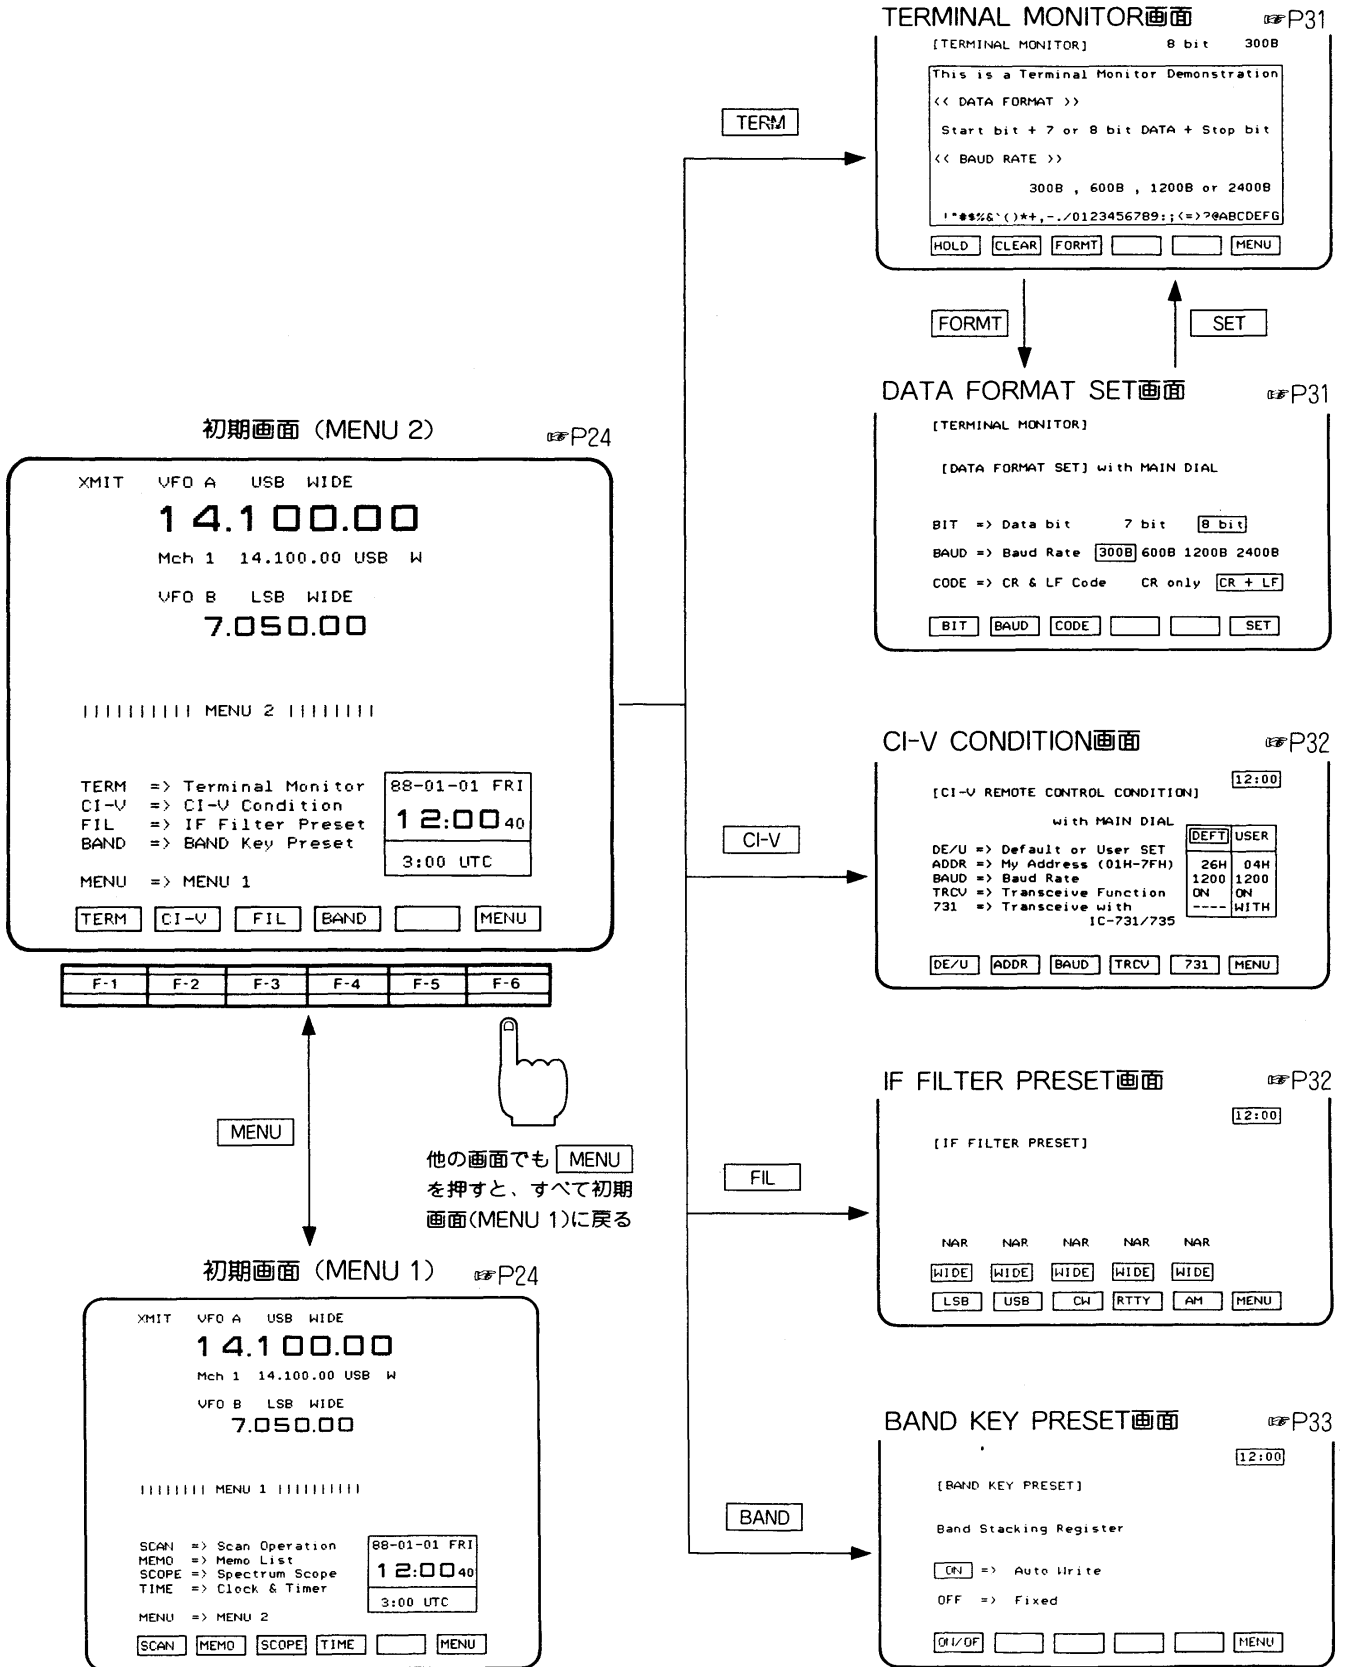 TERMINAL MONITOR画面 ☞P31
[TERMINAL MONITOR] 8 bit 300B
This is a Terminal Monitor Demonstration
<< DATA FORMAT >>
Start bit + 7 or 8 bit DATA + Stop bit
<< BAUD RATE >>
300B , 600B , 1200B or 2400B
!"#$%&`()*+,-./0123456789:;<=>?@ABCDEFG
HOLD CLEAR FORMT MENU
TERM
FORMT SET
DATA FORMAT SET画面 ☞P31
[TERMINAL MONITOR]
[DATA FORMAT SET] with MAIN DIAL
BIT => Data bit 7 bit 8 bit
BAUD => Baud Rate 300B 600B 1200B 2400B
CODE => CR & LF Code CR only CR + LF
BIT BAUD CODE SET
初期画面（MENU 2） ☞P24
XMIT VFO A USB WIDE
14.100.00
Mch 1 14.100.00 USB W
VFO B LSB WIDE
7.050.00
|||||||||| MENU 2 ||||||||
TERM => Terminal Monitor
CI-V => CI-V Condition
FIL => IF Filter Preset
BAND => BAND Key Preset
MENU => MENU 1
88-01-01 FRI
12:00 40
3:00 UTC
TERM CI-V FIL BAND MENU
F-1 F-2 F-3 F-4 F-5 F-6
MENU
他の画面でも MENU
を押すと、すべて初期
画面(MENU 1)に戻る
CI-V
CI-V CONDITION画面 ☞P32
12:00
[CI-V REMOTE CONTROL CONDITION]
with MAIN DIAL
DEFT USER
DE/U => Default or User SET
ADDR => My Address (01H-7FH) 26H 04H
BAUD => Baud Rate 1200 1200
TRCV => Transceive Function ON ON
731 => Transceive with ---- WITH
IC-731/735
DE/U ADDR BAUD TRCV 731 MENU
FIL
IF FILTER PRESET画面 ☞P32
12:00
[IF FILTER PRESET]
NAR NAR NAR NAR NAR
WIDE WIDE WIDE WIDE WIDE
LSB USB CW RTTY AM MENU
初期画面（MENU 1） ☞P24
XMIT VFO A USB WIDE
14.100.00
Mch 1 14.100.00 USB W
VFO B LSB WIDE
7.050.00
|||||||| MENU 1 ||||||||||
SCAN => Scan Operation
MEMO => Memo List
SCOPE => Spectrum Scope
TIME => Clock & Timer
MENU => MENU 2
88-01-01 FRI
12:00 40
3:00 UTC
SCAN MEMO SCOPE TIME MENU
BAND
BAND KEY PRESET画面 ☞P33
12:00
[BAND KEY PRESET]
Band Stacking Register
ON => Auto Write
OFF => Fixed
ON/OF MENU